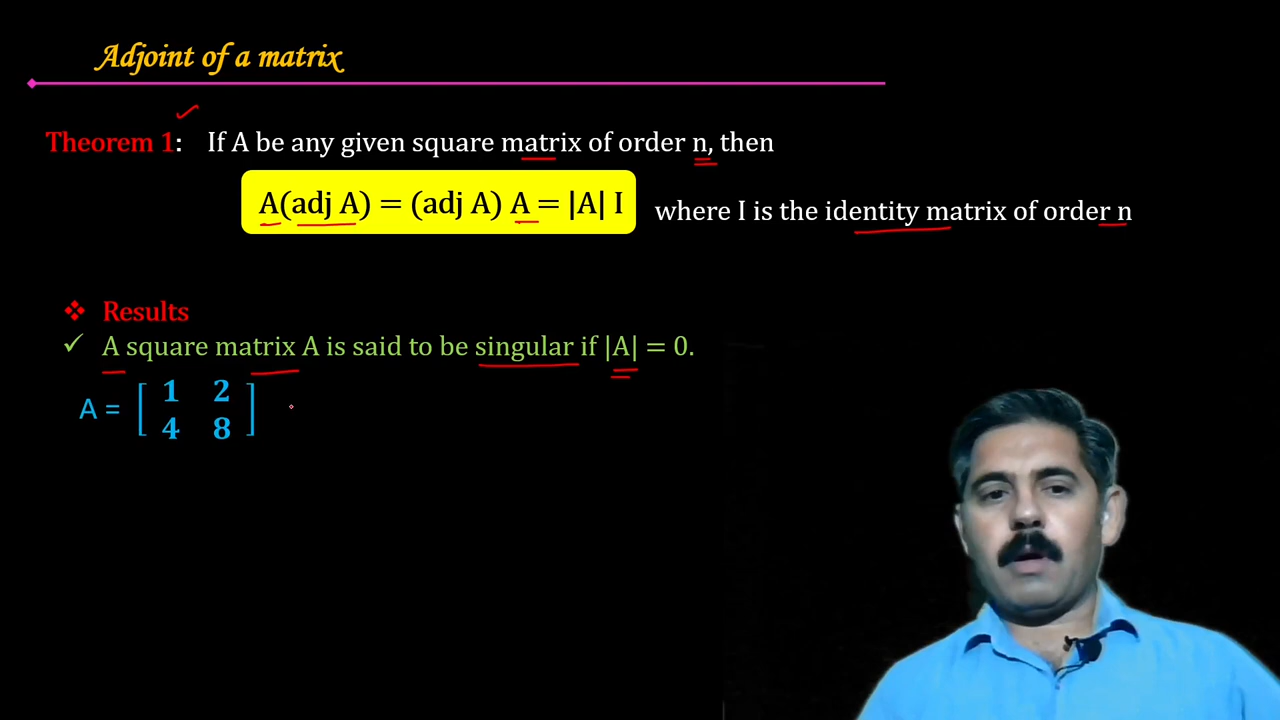 Adjoint of a matrix
Theorem 1: If A be any given square matrix of order n, then
A(adj A) = (adj A) A = |A| I where I is the identity matrix of order n
❖ Results
✓ A square matrix A is said to be singular if |A| = 0.
A = [ 1 2
4 8 ]